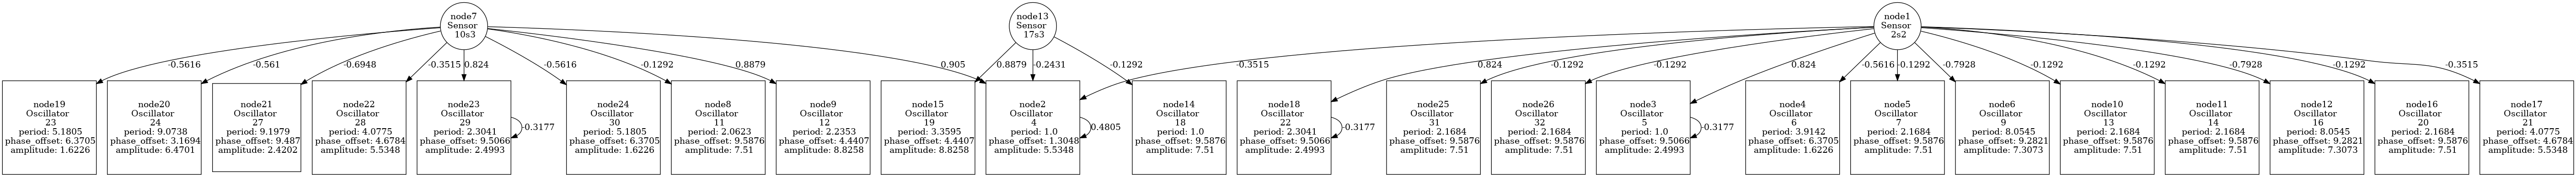 node7
Sensor
10s3
node13
Sensor
17s3
node1
Sensor
2s2
-0.5616
-0.561
-0.6948
-0.3515
0.824
-0.5616
-0.1292
0.8879
0.905
0.8879
-0.2431
-0.1292
-0.3515
0.824
-0.1292
-0.1292
0.824
-0.5616
-0.1292
-0.7928
-0.1292
-0.1292
-0.7928
-0.1292
-0.3515
node19
Oscillator
23
period: 5.1805
phase_offset: 6.3705
amplitude: 1.6226
node20
Oscillator
24
period: 9.0738
phase_offset: 3.1694
amplitude: 6.4701
node21
Oscillator
27
period: 9.1979
phase_offset: 9.487
amplitude: 2.4202
node22
Oscillator
28
period: 4.0775
phase_offset: 4.6784
amplitude: 5.5348
node23
Oscillator
29
period: 2.3041
phase_offset: 9.5066
amplitude: 2.4993
-0.3177
node24
Oscillator
30
period: 5.1805
phase_offset: 6.3705
amplitude: 1.6226
node8
Oscillator
11
period: 2.0623
phase_offset: 9.5876
amplitude: 7.51
node9
Oscillator
12
period: 2.2353
phase_offset: 4.4407
amplitude: 8.8258
node15
Oscillator
19
period: 3.3595
phase_offset: 4.4407
amplitude: 8.8258
node2
Oscillator
4
period: 1.0
phase_offset: 1.3048
amplitude: 5.5348
0.4805
node14
Oscillator
18
period: 1.0
phase_offset: 9.5876
amplitude: 7.51
node18
Oscillator
22
period: 2.3041
phase_offset: 9.5066
amplitude: 2.4993
-0.3177
node25
Oscillator
31
period: 2.1684
phase_offset: 9.5876
amplitude: 7.51
node26
Oscillator
32
period: 2.1684
phase_offset: 9.5876
amplitude: 7.51
node3
Oscillator
5
period: 1.0
phase_offset: 9.5066
amplitude: 2.4993
-0.3177
node4
Oscillator
6
period: 3.9142
phase_offset: 6.3705
amplitude: 1.6226
node5
Oscillator
7
period: 2.1684
phase_offset: 9.5876
amplitude: 7.51
node6
Oscillator
9
period: 8.0545
phase_offset: 9.2821
amplitude: 7.3073
node10
Oscillator
13
period: 2.1684
phase_offset: 9.5876
amplitude: 7.51
node11
Oscillator
14
period: 2.1684
phase_offset: 9.5876
amplitude: 7.51
node12
Oscillator
16
period: 8.0545
phase_offset: 9.2821
amplitude: 7.3073
node16
Oscillator
20
period: 2.1684
phase_offset: 9.5876
amplitude: 7.51
node17
Oscillator
21
period: 4.0775
phase_offset: 4.6784
amplitude: 5.5348